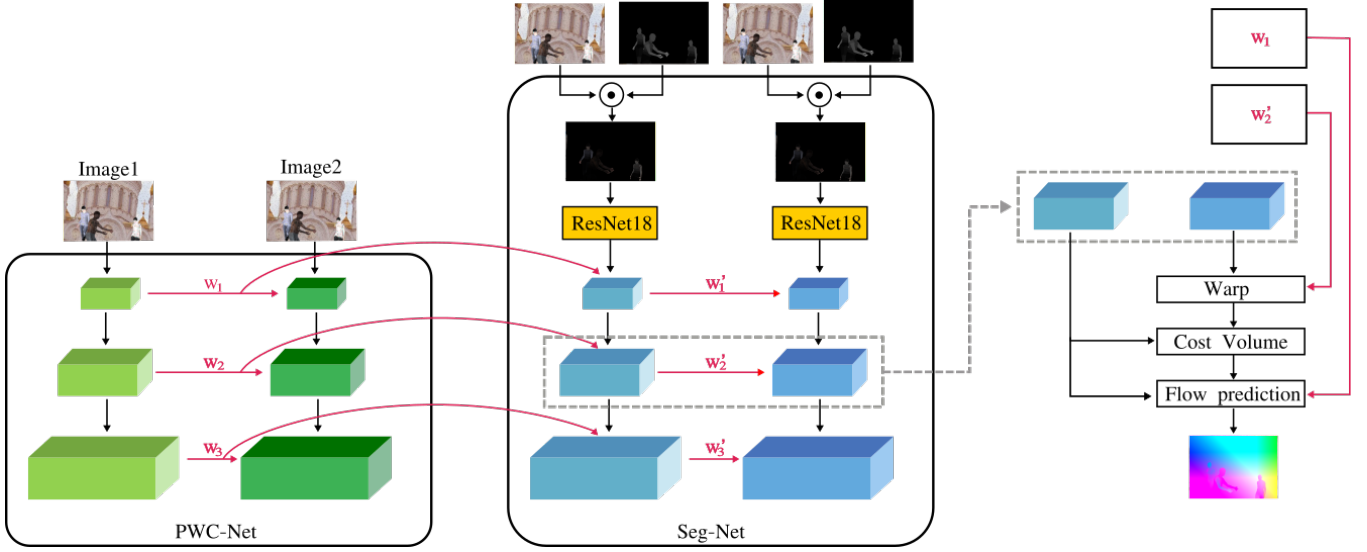 Image1
Image2
w₁
w₂
w₃
PWC-Net
ResNet18
ResNet18
w₁'
w₂'
w₃'
Seg-Net
w₁
w₂'
Warp
Cost Volume
Flow prediction